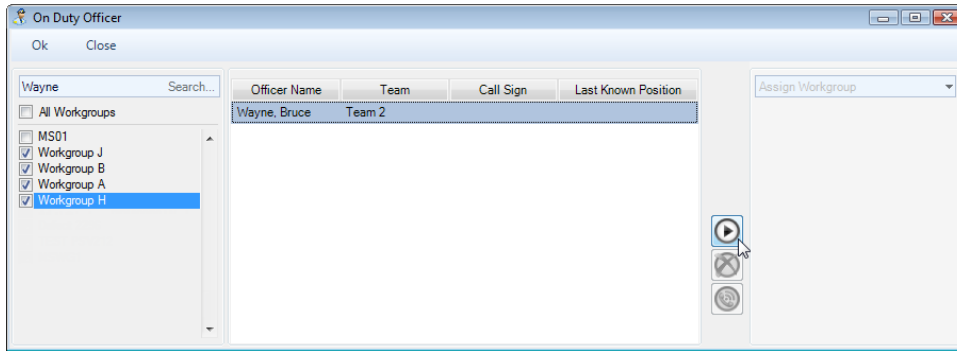 On Duty Officer
Ok Close
Wayne Search...
All Workgroups
MS01
Workgroup J
Workgroup B
Workgroup A
Workgroup H
Officer Name Team Call Sign Last Known Position
Wayne, Bruce Team 2
Assign Workgroup